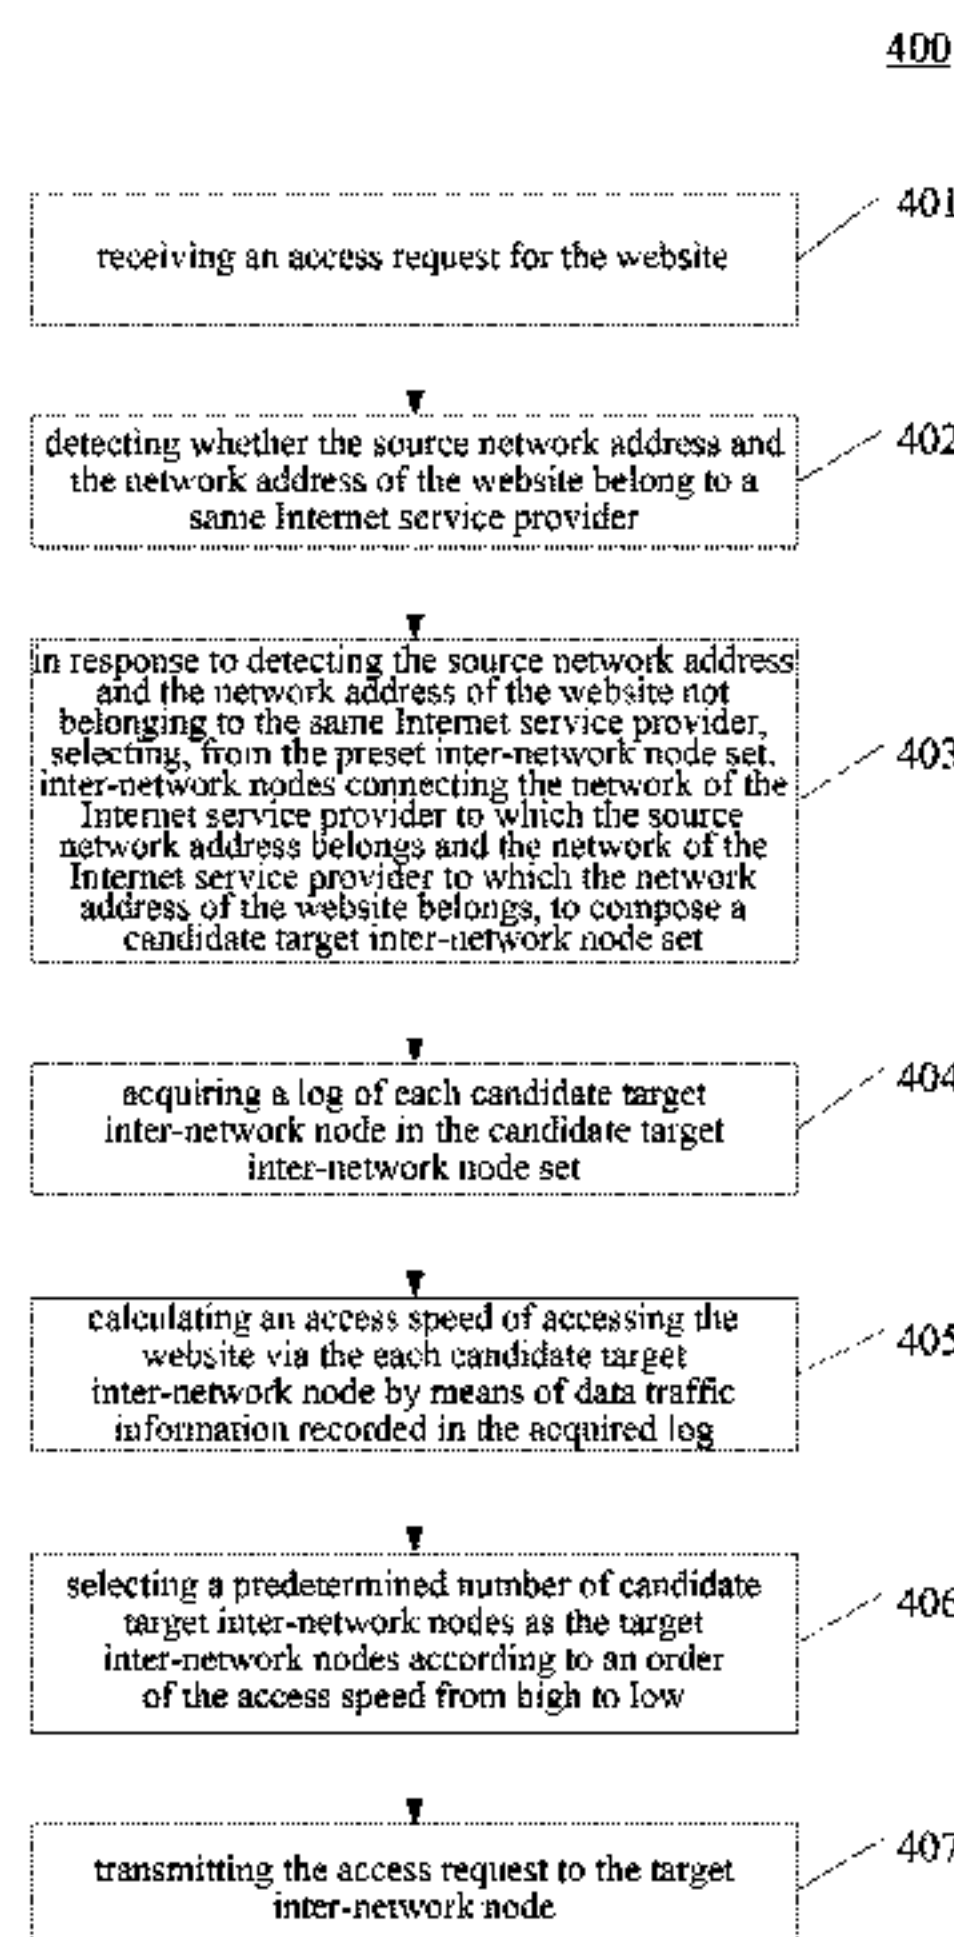 400
401
receiving an access request for the website
402
detecting whether the source network address and
the network address of the website belong to a
same Internet service provider
403
in response to detecting the source network address
and the network address of the website not
belonging to the same Internet service provider,
selecting, from the preset inter-network node set,
inter-network nodes connecting the network of the
Internet service provider to which the source
network address belongs and the network of the
Internet service provider to which the network
address of the website belongs, to compose a
candidate target inter-network node set
404
acquiring a log of each candidate target
inter-network node in the candidate target
inter-network node set
405
calculating an access speed of accessing the
website via the each candidate target
inter-network node by means of data traffic
information recorded in the acquired log
406
selecting a predetermined number of candidate
target inter-network nodes as the target
inter-network nodes according to an order
of the access speed from high to low
407
transmitting the access request to the target
inter-network node